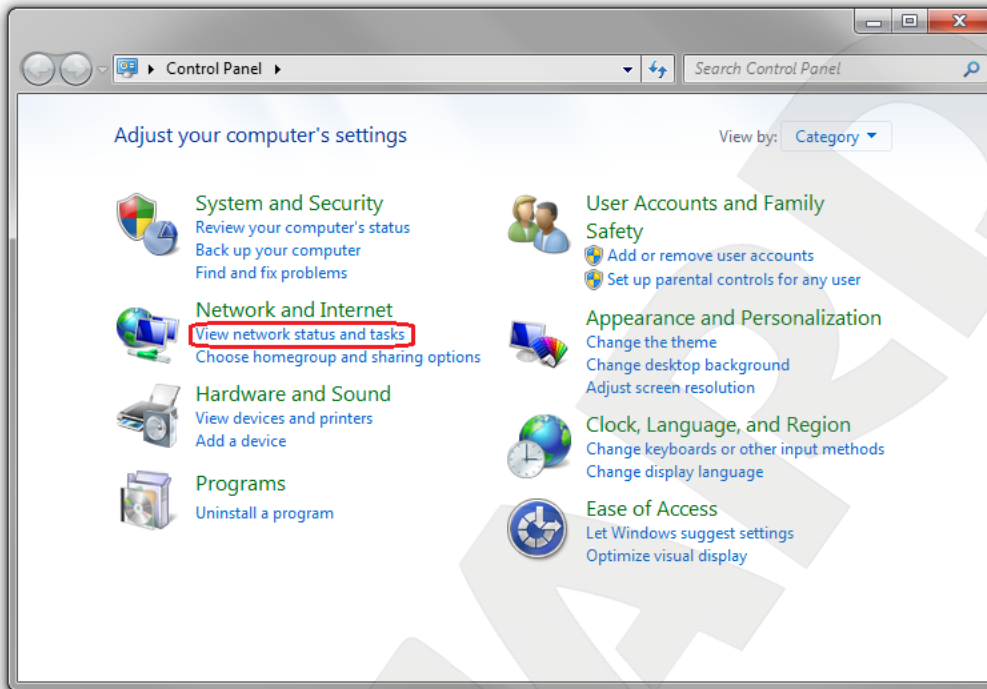 Control Panel
Search Control Panel
Adjust your computer's settings
View by: Category
System and Security
Review your computer's status
Back up your computer
Find and fix problems
Network and Internet
View network status and tasks
Choose homegroup and sharing options
Hardware and Sound
View devices and printers
Add a device
Programs
Uninstall a program
User Accounts and Family
Safety
Add or remove user accounts
Set up parental controls for any user
Appearance and Personalization
Change the theme
Change desktop background
Adjust screen resolution
Clock, Language, and Region
Change keyboards or other input methods
Change display language
Ease of Access
Let Windows suggest settings
Optimize visual display